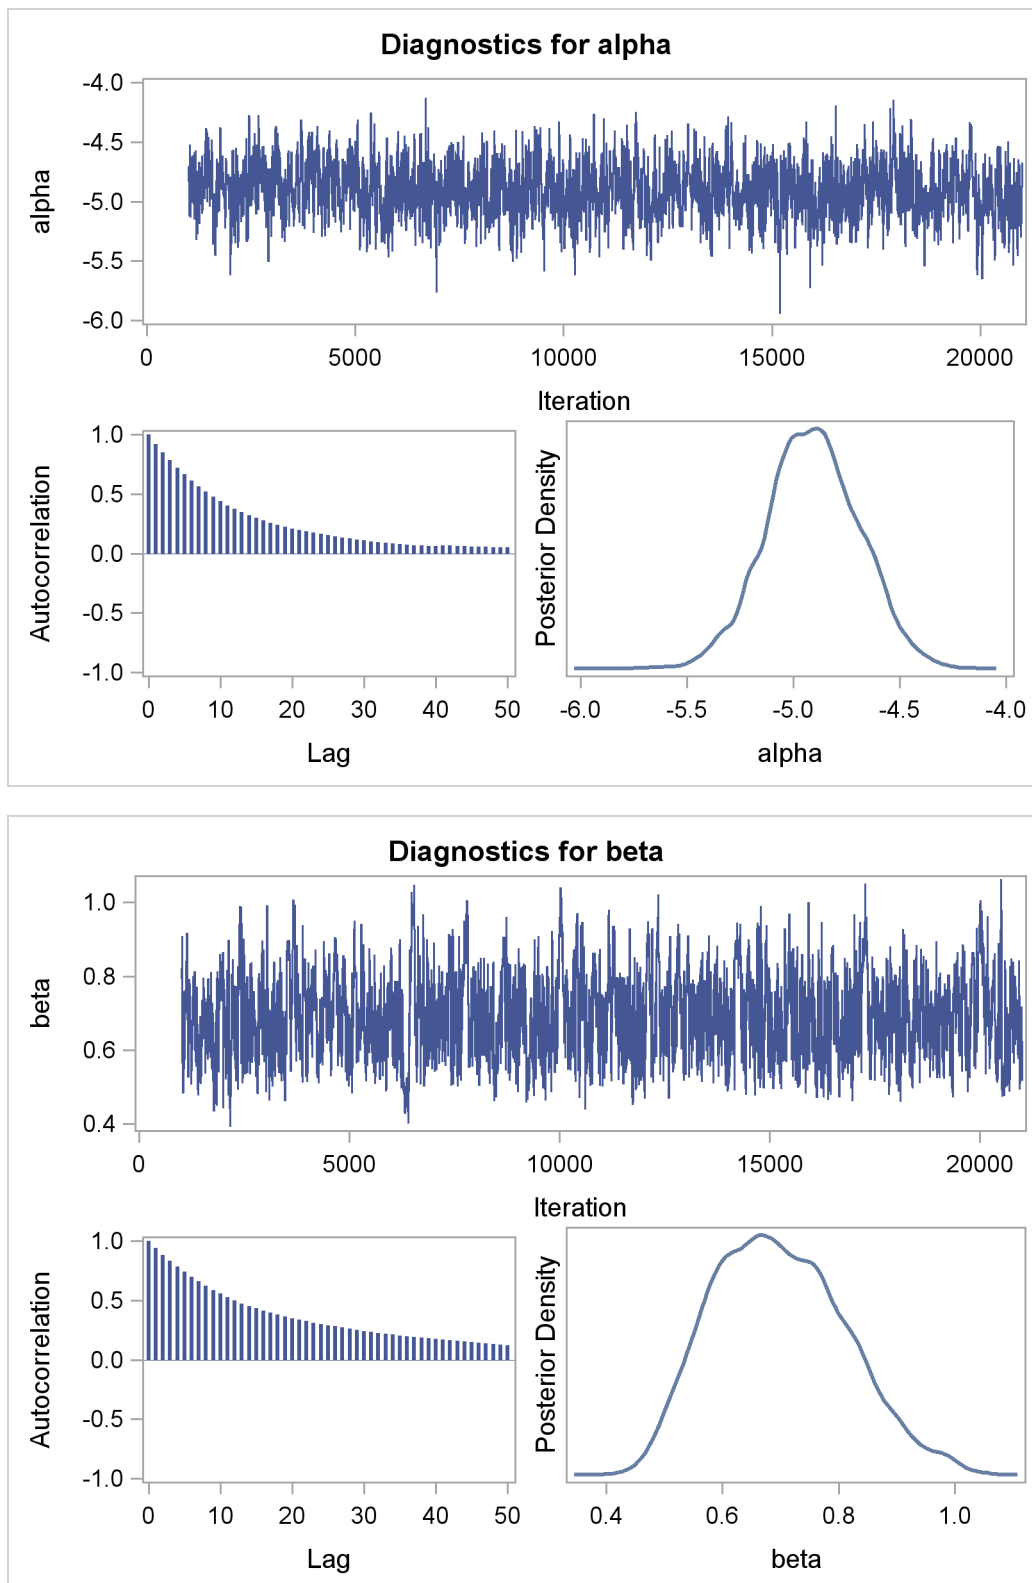 Diagnostics for alpha
-4.0
-4.5
-5.0
-5.5
-6.0
alpha
0 5000 10000 15000 20000
Iteration
1.0
0.5
0.0
-0.5
-1.0
Autocorrelation
0 10 20 30 40 50
Lag
Posterior Density
-6.0 -5.5 -5.0 -4.5 -4.0
alpha
Diagnostics for beta
1.0
0.8
0.6
0.4
beta
0 5000 10000 15000 20000
Iteration
1.0
0.5
0.0
-0.5
-1.0
Autocorrelation
0 10 20 30 40 50
Lag
Posterior Density
0.4 0.6 0.8 1.0
beta